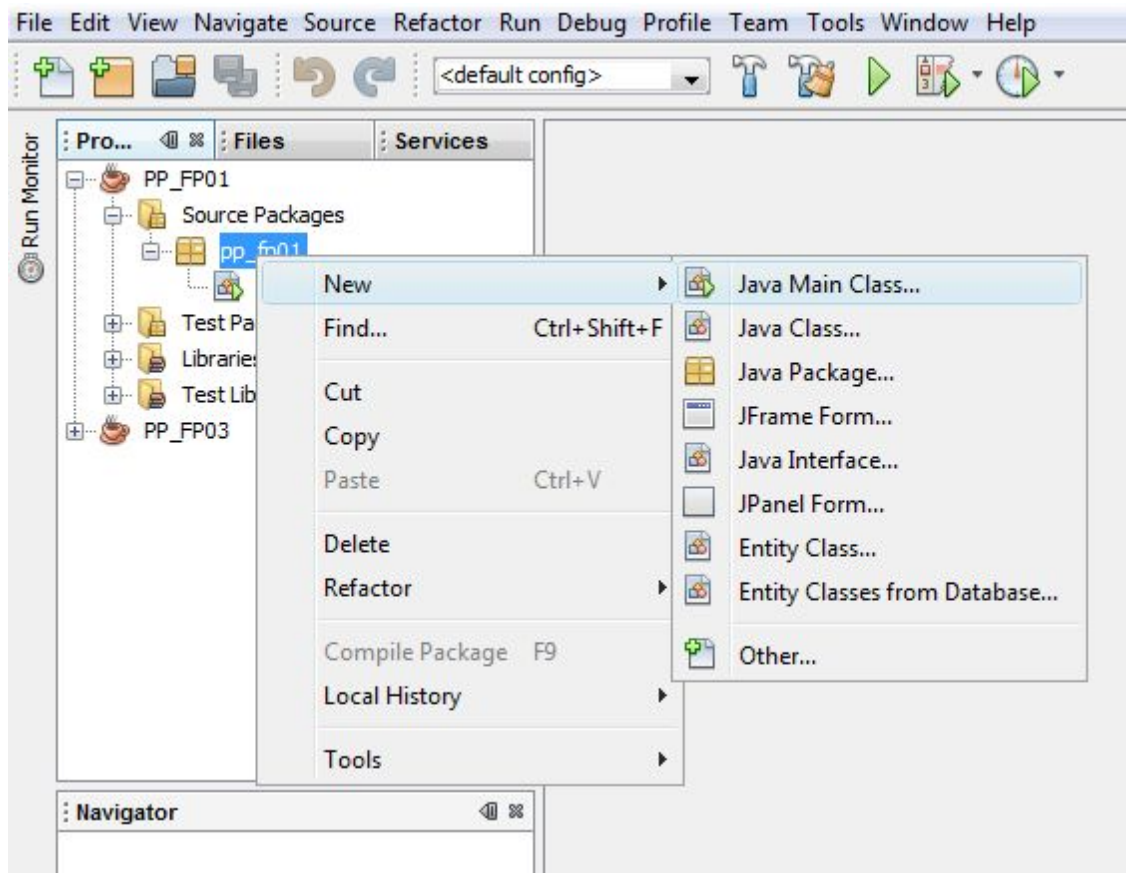 File Edit View Navigate Source Refactor Run Debug Profile Team Tools Window Help
<default config>
Run Monitor
Pro... Files Services
PP_FP01
Source Packages
pp_fp01
Test Pa
Libraries
Test Lib
PP_FP03
New
Find... Ctrl+Shift+F
Cut
Copy
Paste Ctrl+V
Delete
Refactor
Compile Package F9
Local History
Tools
Java Main Class...
Java Class...
Java Package...
JFrame Form...
Java Interface...
JPanel Form...
Entity Class...
Entity Classes from Database...
Other...
Navigator